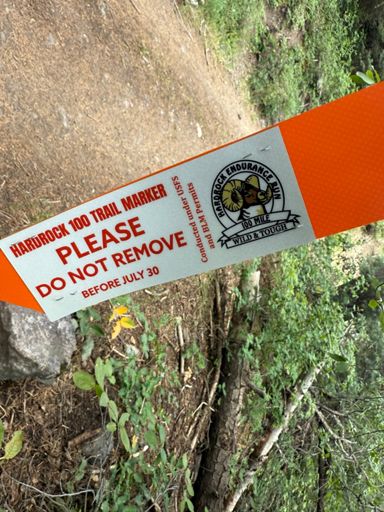 HARDROCK 100 TRAIL MARKER
PLEASE
DO NOT REMOVE
BEFORE JULY 30
Conducted under USFS
and BLM Permits
HARDROCK ENDURANCE RUN
100 MILE
WILD & TOUGH